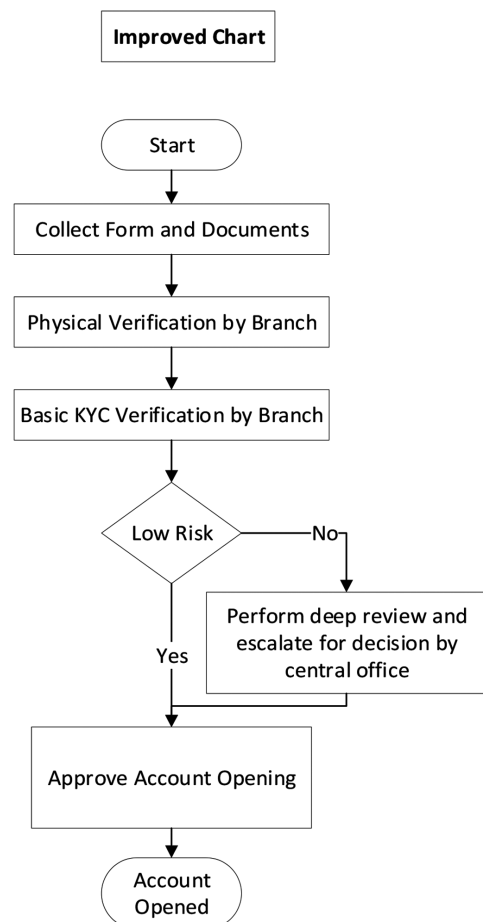 Improved Chart
Start
Collect Form and Documents
Physical Verification by Branch
Basic KYC Verification by Branch
Low Risk
No
Perform deep review and
escalate for decision by
central office
Yes
Approve Account Opening
Account
Opened